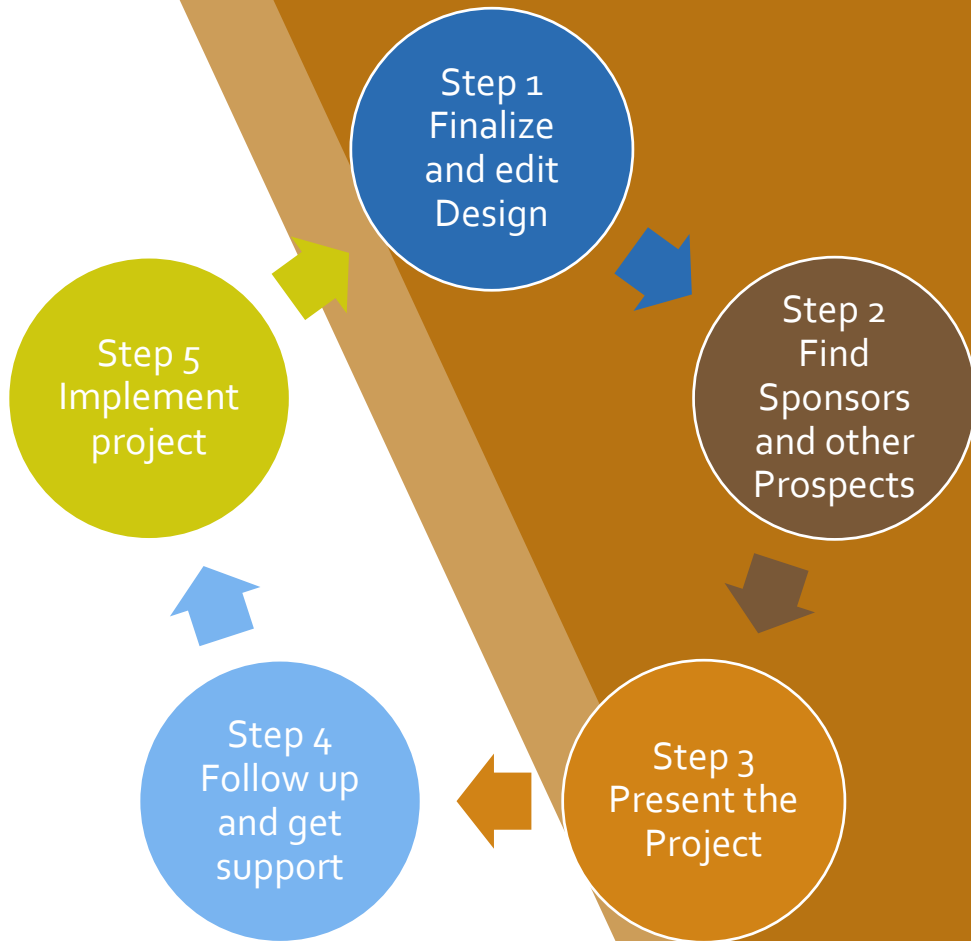 Step 1
Finalize
and edit
Design
Step 2
Find
Sponsors
and other
Prospects
Step 3
Present the
Project
Step 4
Follow up
and get
support
Step 5
Implement
project